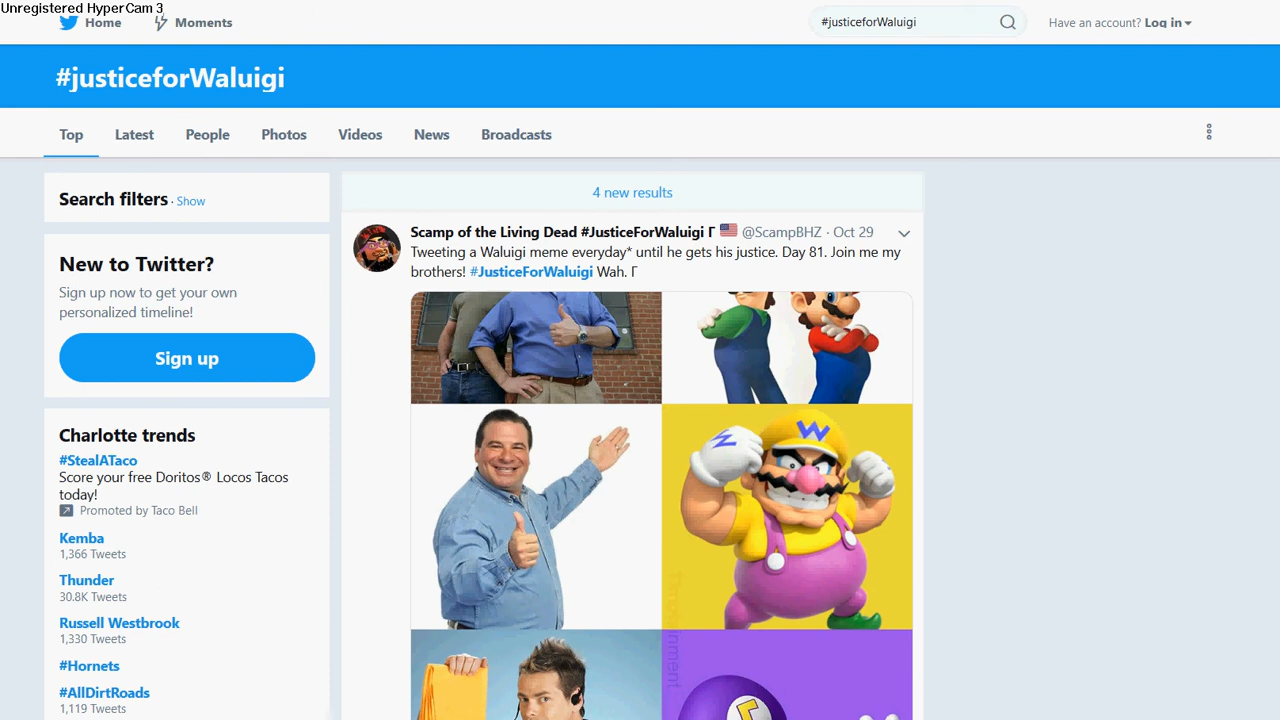 Unregistered HyperCam 3
Home
Moments
#justiceforWaluigi
Have an account? Log in
#justiceforWaluigi
Top
Latest
People
Photos
Videos
News
Broadcasts
Search filters · Show
New to Twitter?
Sign up now to get your own
personalized timeline!
Sign up
Charlotte trends
#StealATaco
Score your free Doritos® Locos Tacos
today!
Promoted by Taco Bell
Kemba
1,366 Tweets
Thunder
30.8K Tweets
Russell Westbrook
1,330 Tweets
#Hornets
#AllDirtRoads
1,119 Tweets
4 new results
Scamp of the Living Dead #JusticeForWaluigi Γ @ScampBHZ · Oct 29
Tweeting a Waluigi meme everyday* until he gets his justice. Day 81. Join me my
brothers! #JusticeForWaluigi Wah. Γ
W